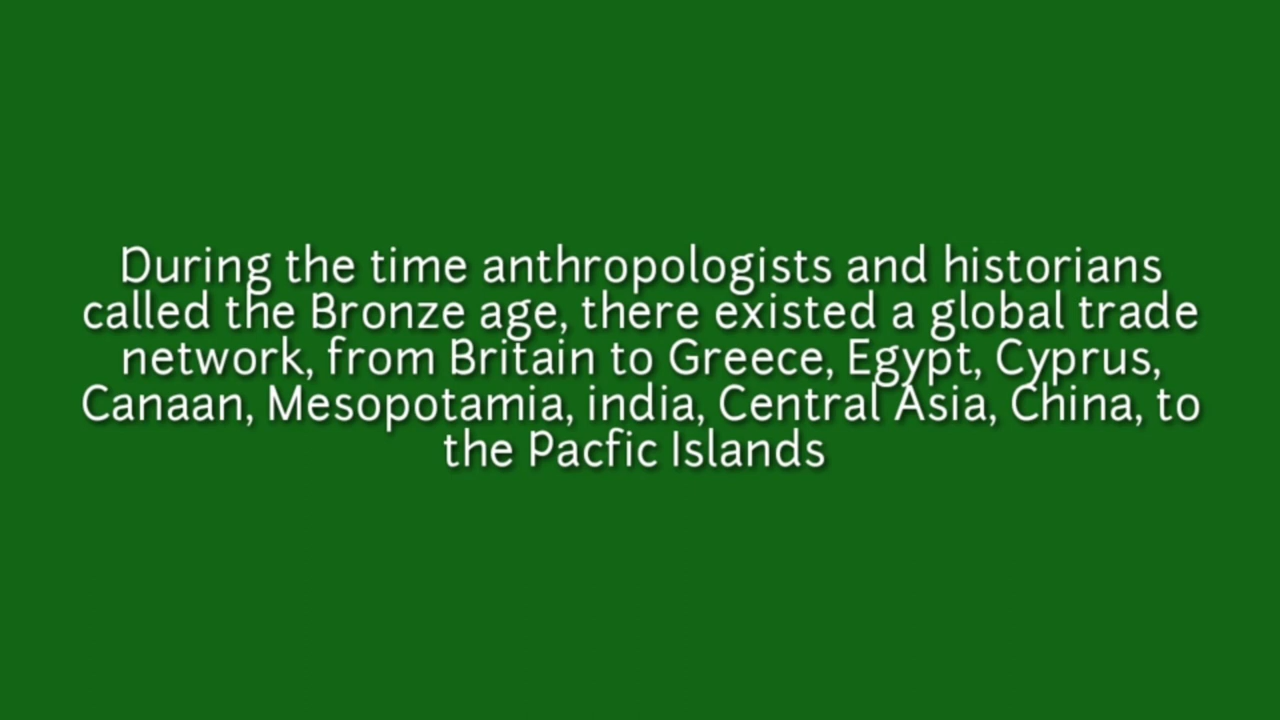 During the time anthropologists and historians
called the Bronze age, there existed a global trade
network, from Britain to Greece, Egypt, Cyprus,
Canaan, Mesopotamia, india, Central Asia, China, to
the Pacfic Islands